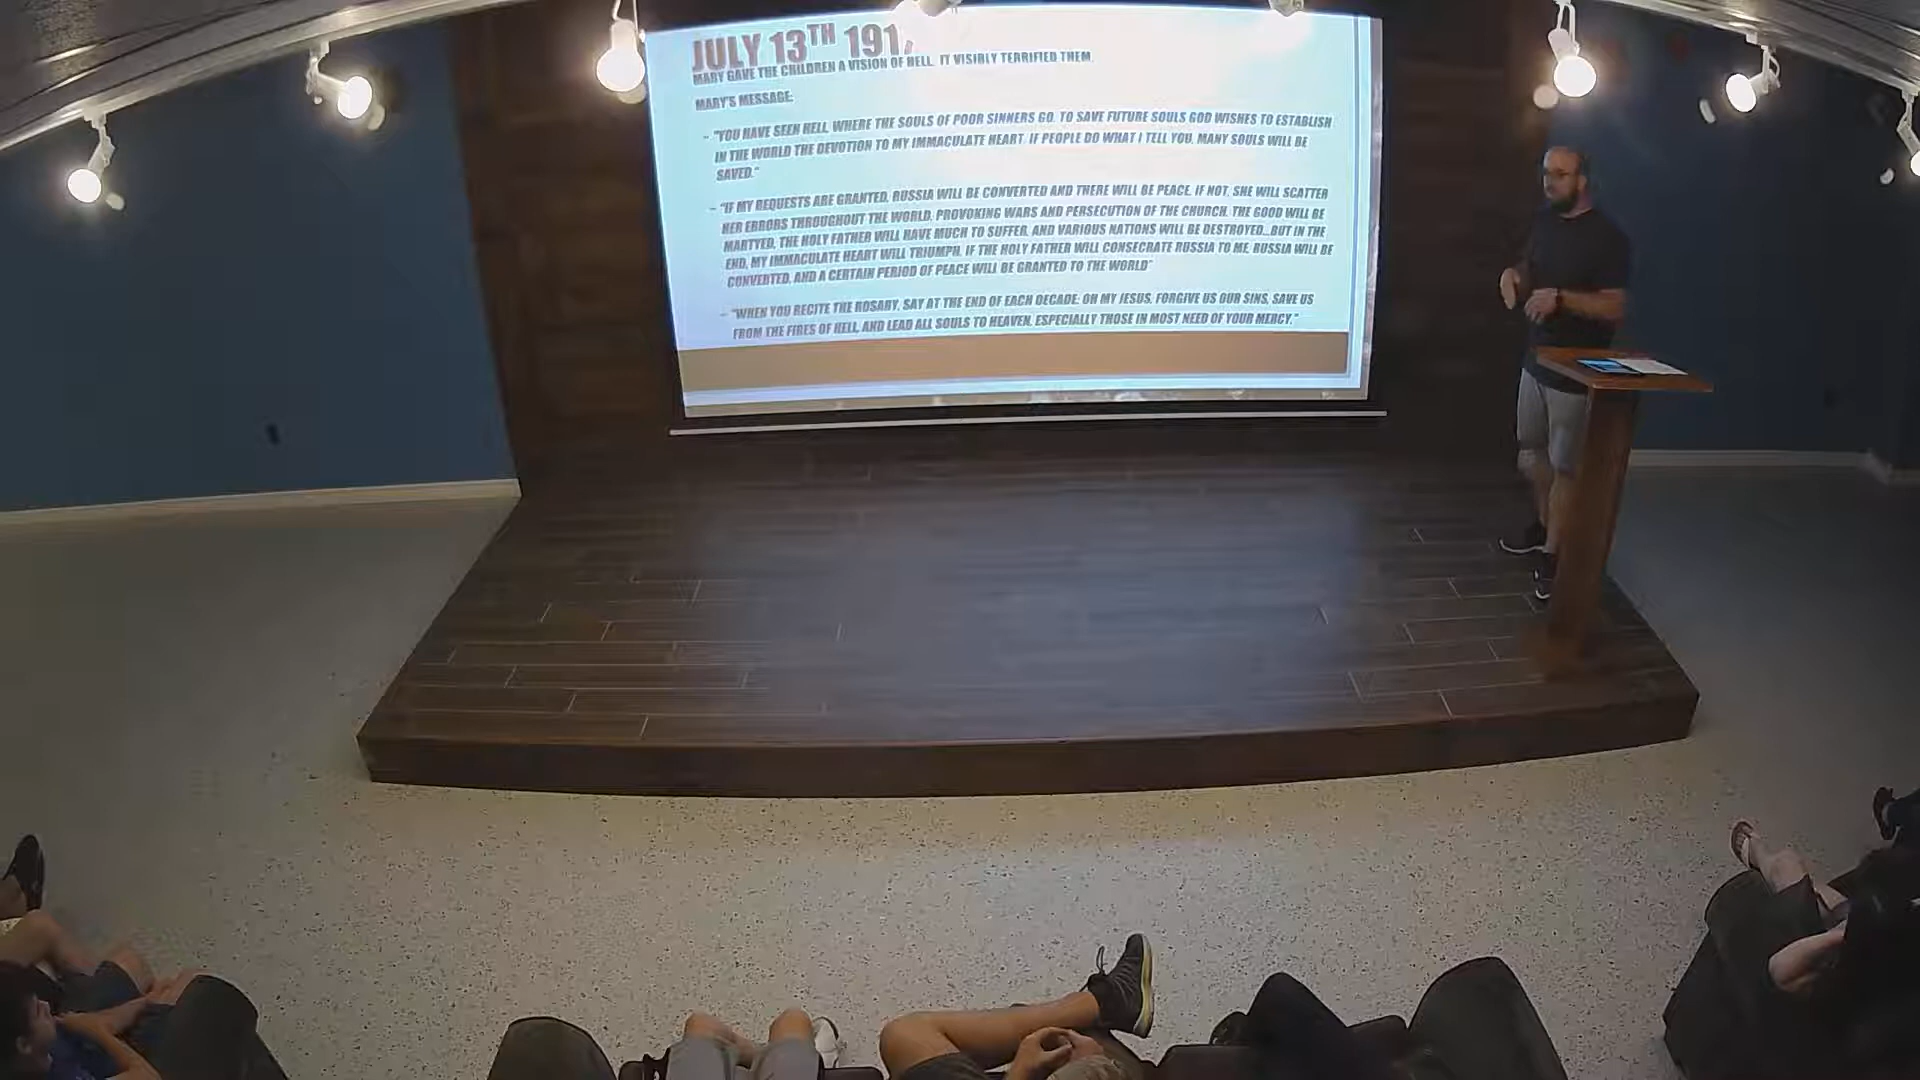 JULY 13TH 1917
MARY GAVE THE CHILDREN A VISION OF HELL. IT VISIBLY TERRIFIED THEM.
MARY'S MESSAGE:
– "YOU HAVE SEEN HELL, WHERE THE SOULS OF POOR SINNERS GO. TO SAVE FUTURE SOULS GOD WISHES TO ESTABLISH
IN THE WORLD THE DEVOTION TO MY IMMACULATE HEART. IF PEOPLE DO WHAT I TELL YOU, MANY SOULS WILL BE
SAVED."
– "IF MY REQUESTS ARE GRANTED, RUSSIA WILL BE CONVERTED AND THERE WILL BE PEACE. IF NOT, SHE WILL SCATTER
HER ERRORS THROUGHOUT THE WORLD, PROVOKING WARS AND PERSECUTION OF THE CHURCH. THE GOOD WILL BE
MARTYED, THE HOLY FATHER WILL HAVE MUCH TO SUFFER, AND VARIOUS NATIONS WILL BE DESTROYED...BUT IN THE
END, MY IMMACULATE HEART WILL TRIUMPH. IF THE HOLY FATHER WILL CONSECRATE RUSSIA TO ME, RUSSIA WILL BE
CONVERTED, AND A CERTAIN PERIOD OF PEACE WILL BE GRANTED TO THE WORLD"
– "WHEN YOU RECITE THE ROSARY, SAY AT THE END OF EACH DECADE: OH MY JESUS, FORGIVE US OUR SINS, SAVE US
FROM THE FIRES OF HELL, AND LEAD ALL SOULS TO HEAVEN, ESPECIALLY THOSE IN MOST NEED OF YOUR MERCY."